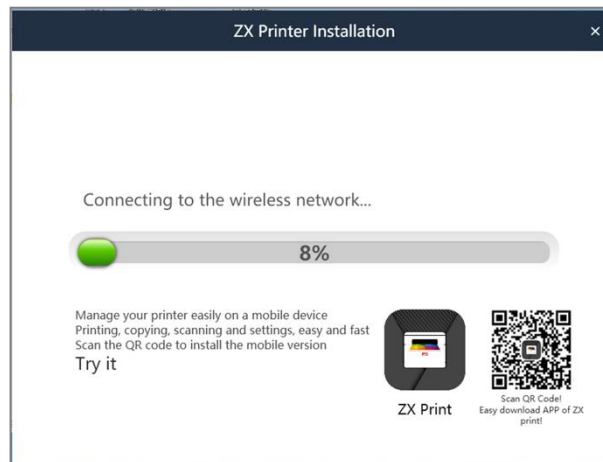 ZX Printer Installation
Connecting to the wireless network...
8%
Manage your printer easily on a mobile device
Printing, copying, scanning and settings, easy and fast
Scan the QR code to install the mobile version
Try it
ZX Print
Scan QR Code!
Easy download APP of ZX
print!